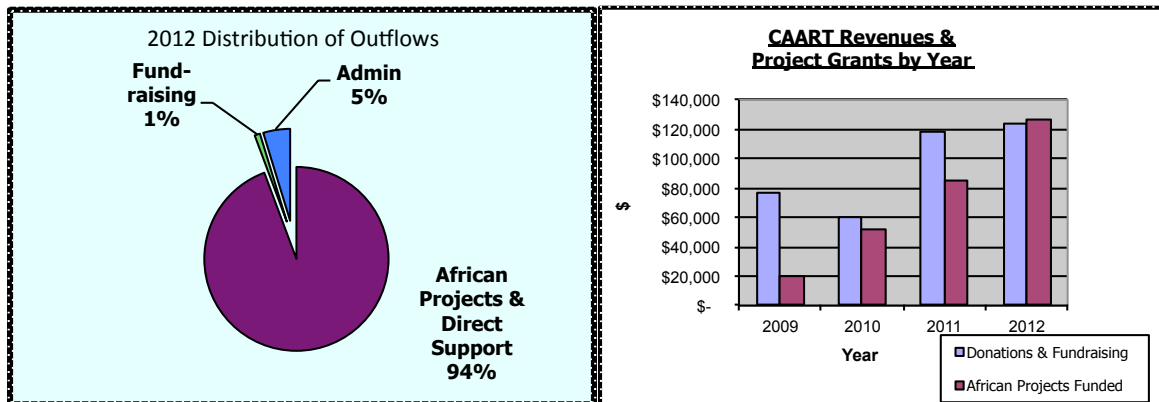 2012 Distribution of Outflows
Fund-
raising
1%
Admin
5%
African
Projects &
Direct
Support
94%
CAART Revenues &
Project Grants by Year
$140,000
$120,000
$100,000
$80,000
$60,000
$40,000
$20,000
$-
$
2009 2010 2011 2012
Year
Donations & Fundraising
African Projects Funded